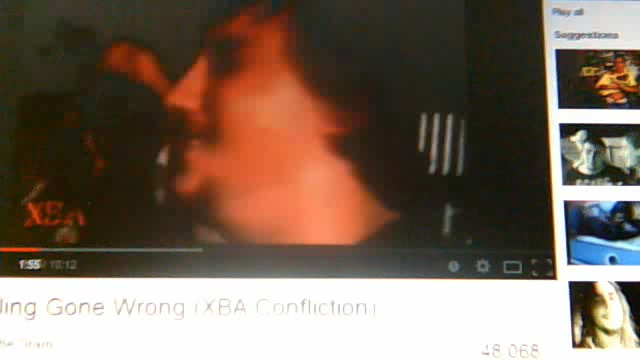 Play all
Suggestions
XBA
1:55 / 10:12
ling Gone Wrong (XBA Confliction)
48,068